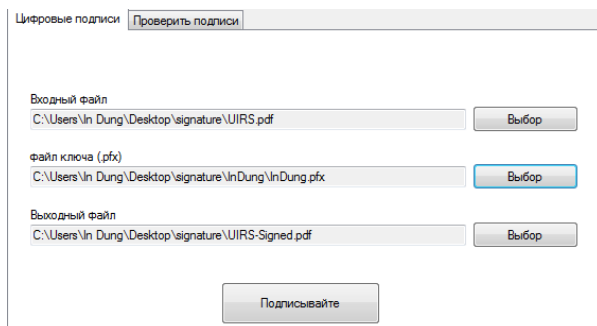 Цифровые подписи Проверить подписи
Входный файл
C:\Users\In Dung\Desktop\signature\UIRS.pdf Выбор
файл ключа (.pfx)
C:\Users\In Dung\Desktop\signature\InDung\InDung.pfx Выбор
Выходный файл
C:\Users\In Dung\Desktop\signature\UIRS-Signed.pdf Выбор
Подписывайте